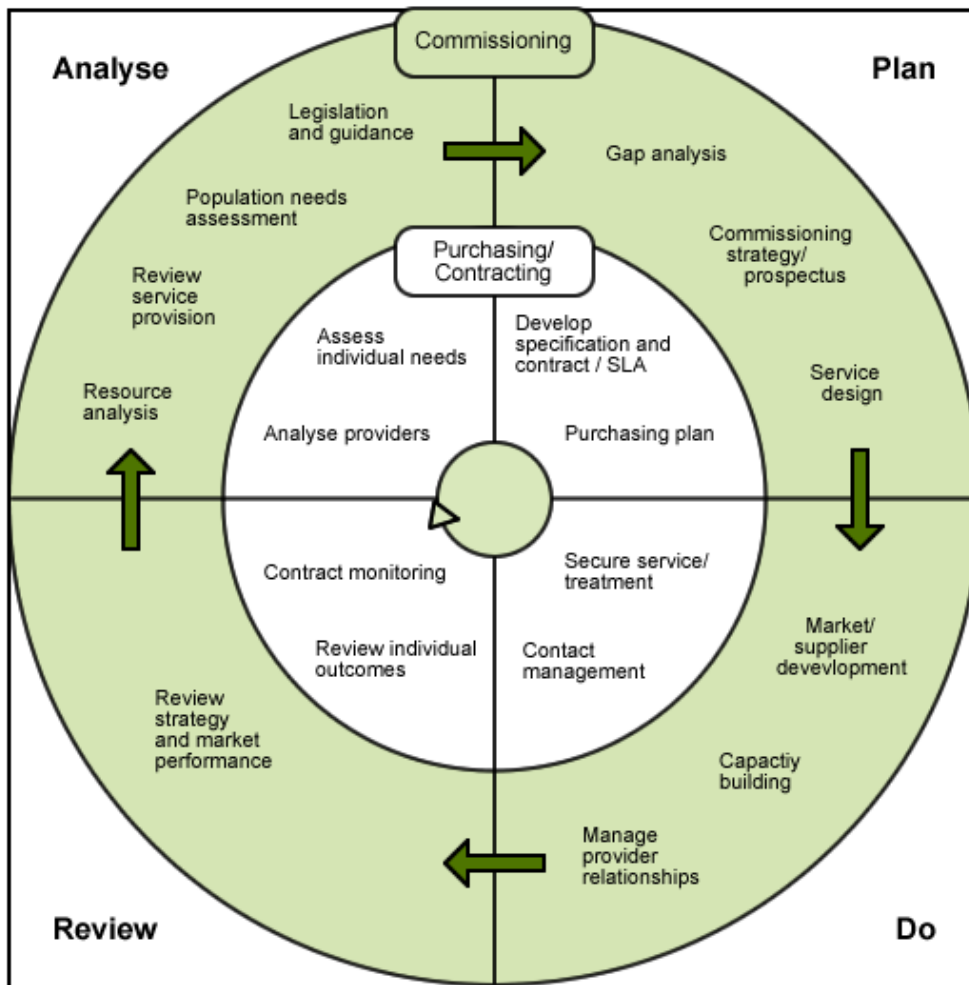 Commissioning
Analyse
Plan
Legislation
and guidance
Gap analysis
Population needs
assessment
Commissioning
strategy/
prospectus
Review
service
provision
Purchasing/
Contracting
Assess
individual needs
Develop
specification and
contract / SLA
Resource
analysis
Service
design
Analyse providers
Purchasing plan
Contract monitoring
Secure service/
treatment
Review individual
outcomes
Contact
management
Market/
supplier
devevlopment
Review
strategy
and market
performance
Capactiy
building
Manage
provider
relationships
Review
Do